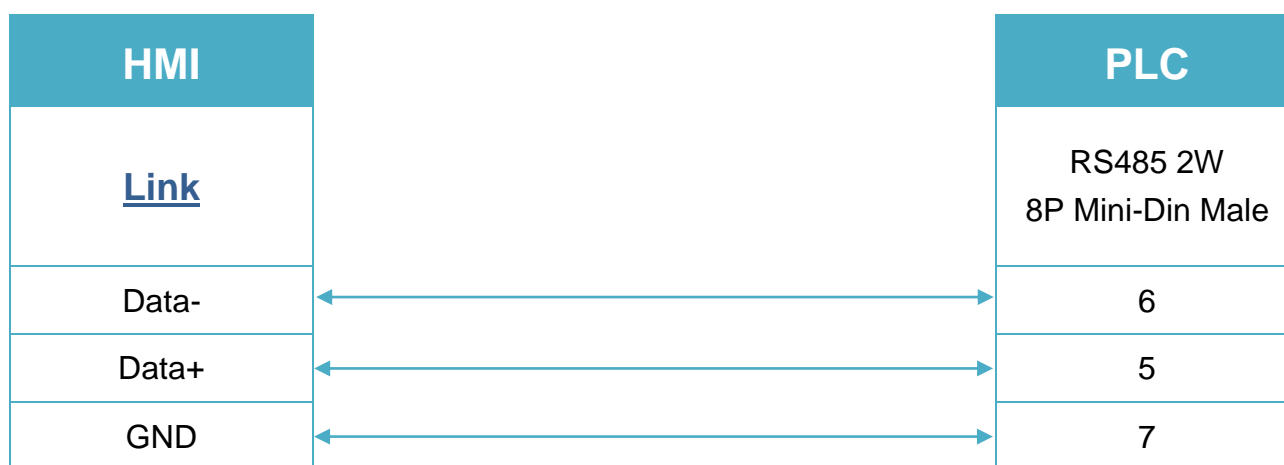 HMI
PLC
Link
RS485 2W
8P Mini-Din Male
Data-
6
Data+
5
GND
7